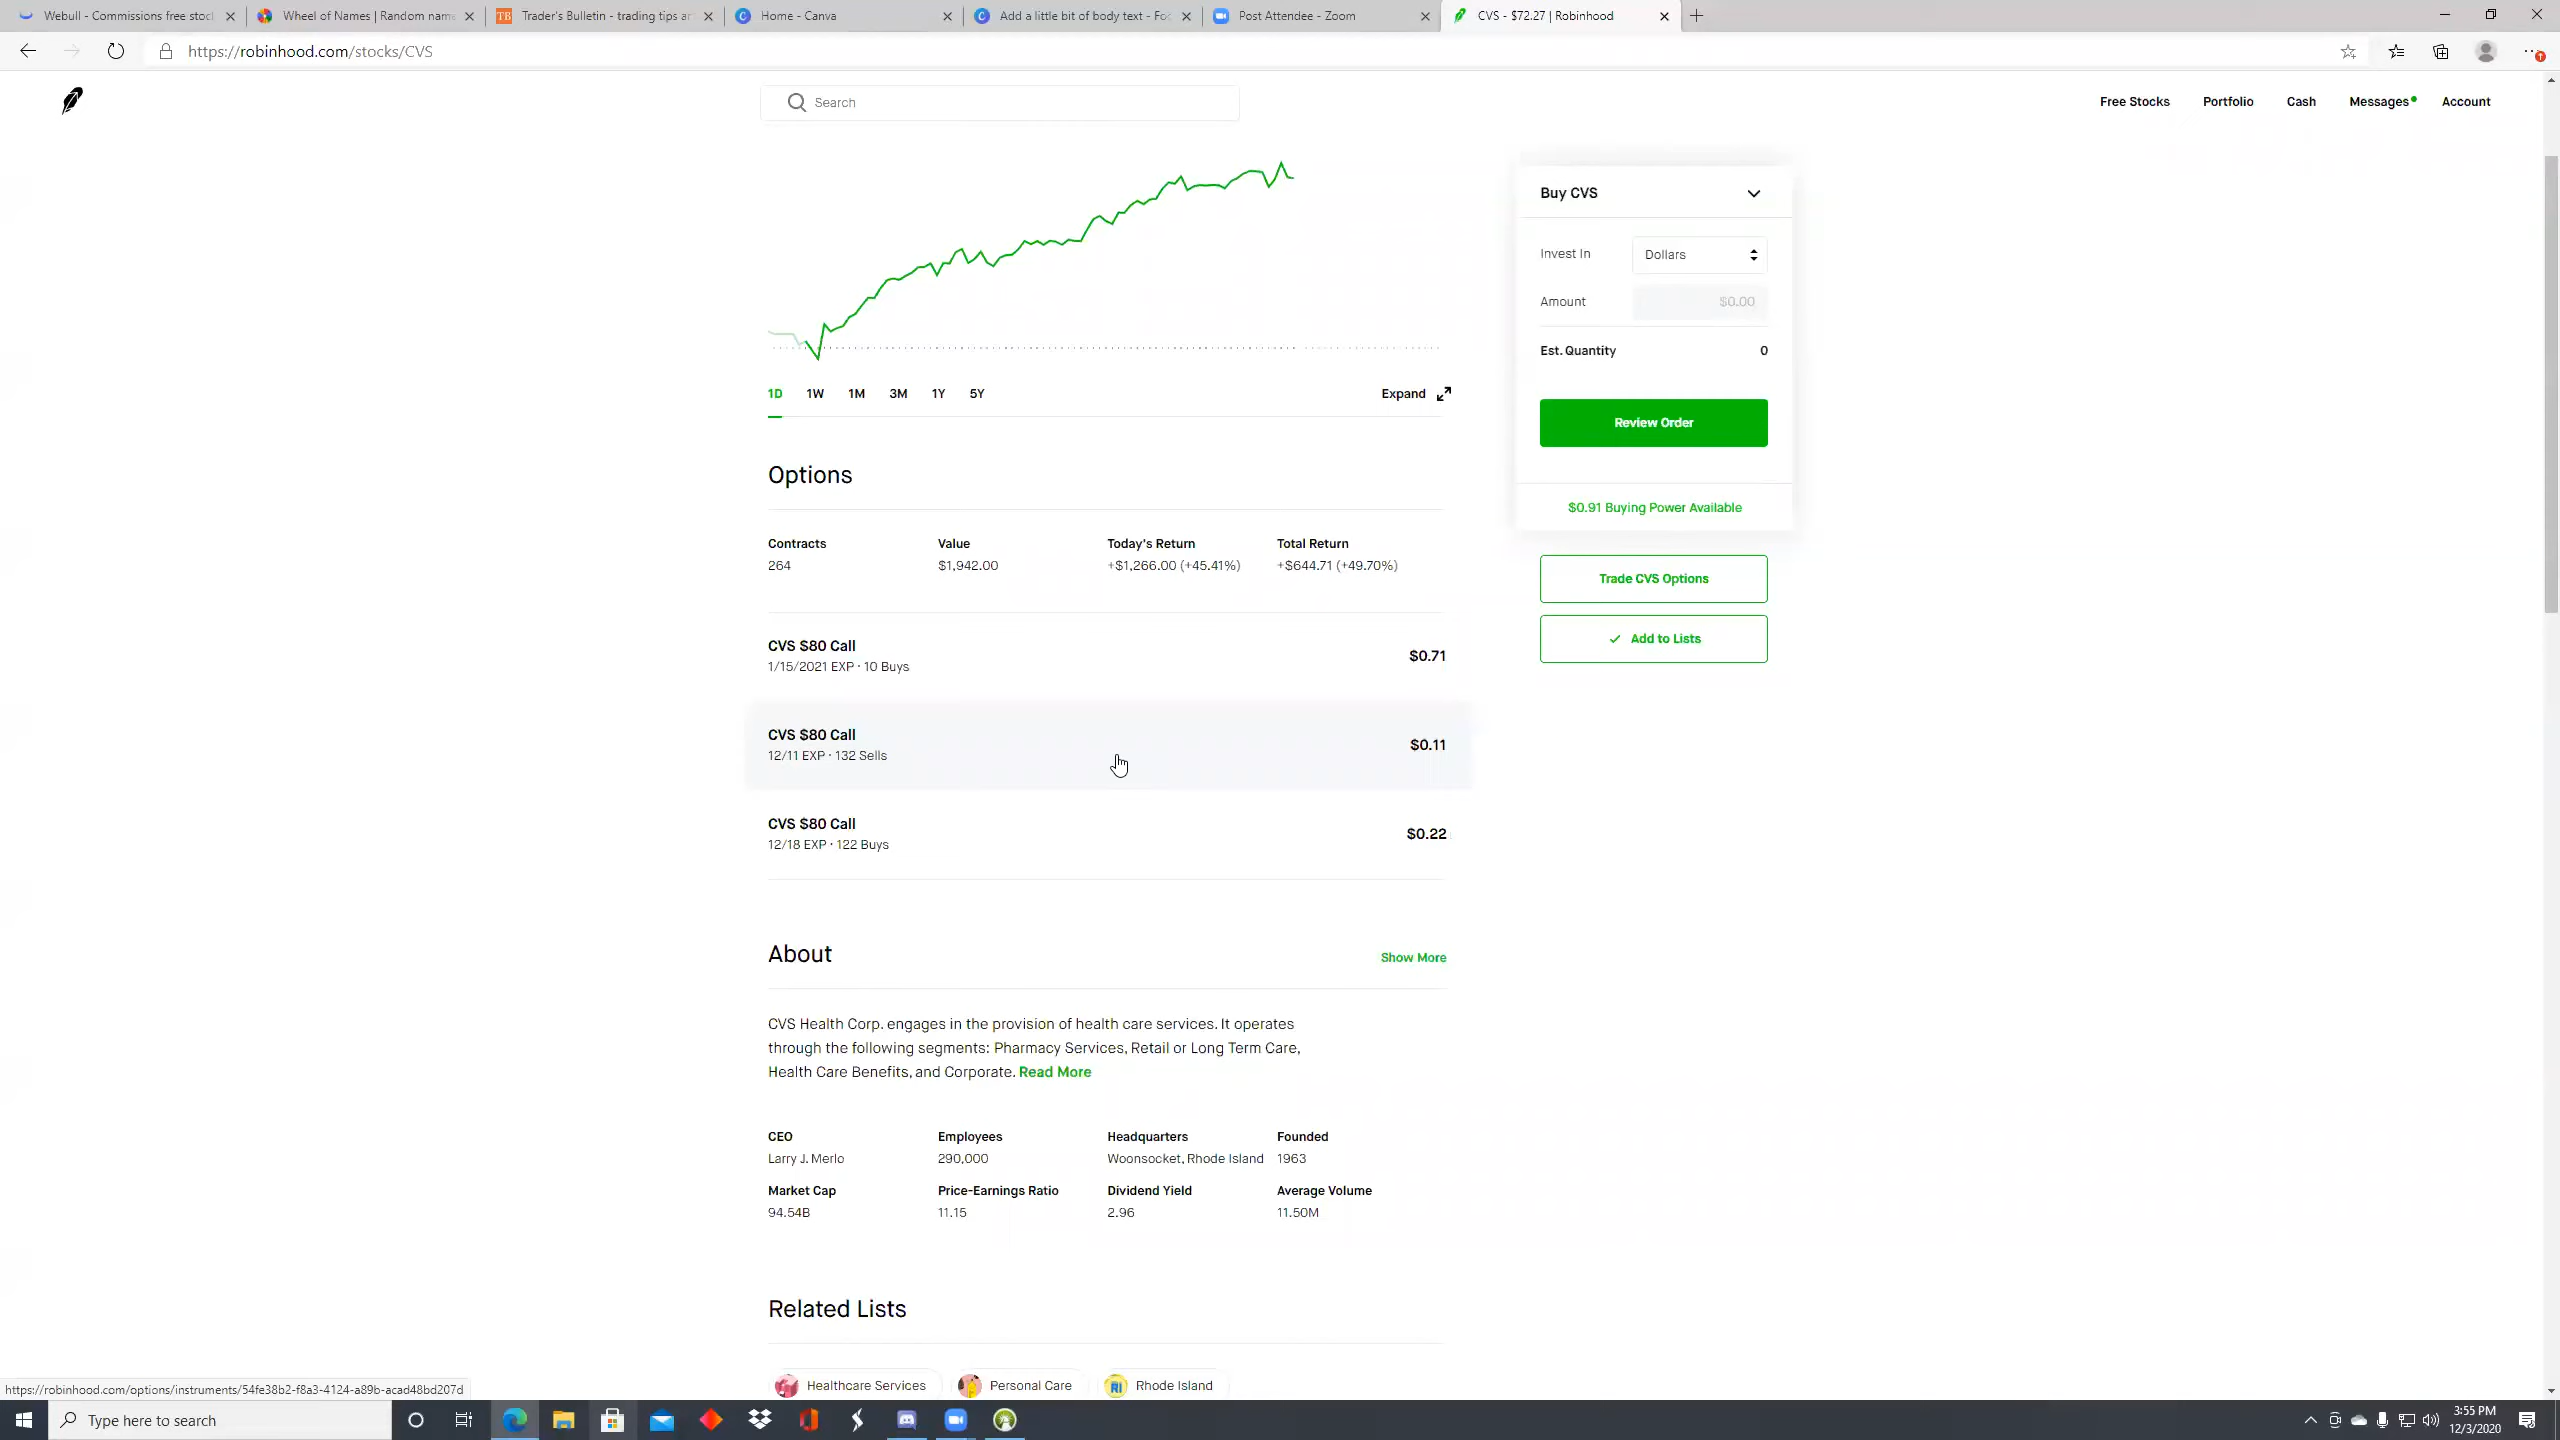 Webull - Commissions free stoc
Wheel of Names | Random name
TB
Trader's Bulletin - trading tips ar
C
Home - Canva
C
Add a little bit of body text - Foc
Post Attendee - Zoom
CVS - $72.27 | Robinhood
https://robinhood.com/stocks/CVS
Search
Free Stocks
Portfolio
Cash
Messages
Account
Buy CVS
Invest In
Dollars
Amount
$0.00
Est. Quantity
0
Review Order
$0.91 Buying Power Available
Trade CVS Options
Add to Lists
1D
1W
1M
3M
1Y
5Y
Expand
Options
Contracts
Value
Today's Return
Total Return
264
$1,942.00
+$1,266.00 (+45.41%)
+$644.71 (+49.70%)
CVS $80 Call
1/15/2021 EXP · 10 Buys
$0.71
CVS $80 Call
12/11 EXP · 132 Sells
$0.11
CVS $80 Call
12/18 EXP · 122 Buys
$0.22
About
Show More
CVS Health Corp. engages in the provision of health care services. It operates
through the following segments: Pharmacy Services, Retail or Long Term Care,
Health Care Benefits, and Corporate. Read More
CEO
Employees
Headquarters
Founded
Larry J. Merlo
290,000
Woonsocket, Rhode Island
1963
Market Cap
Price-Earnings Ratio
Dividend Yield
Average Volume
94.54B
11.15
2.96
11.50M
Related Lists
Healthcare Services
Personal Care
RI
Rhode Island
https://robinhood.com/options/instruments/54fe38b2-f8a3-4124-a89b-acad48bd207d
Type here to search
3:55 PM
12/3/2020